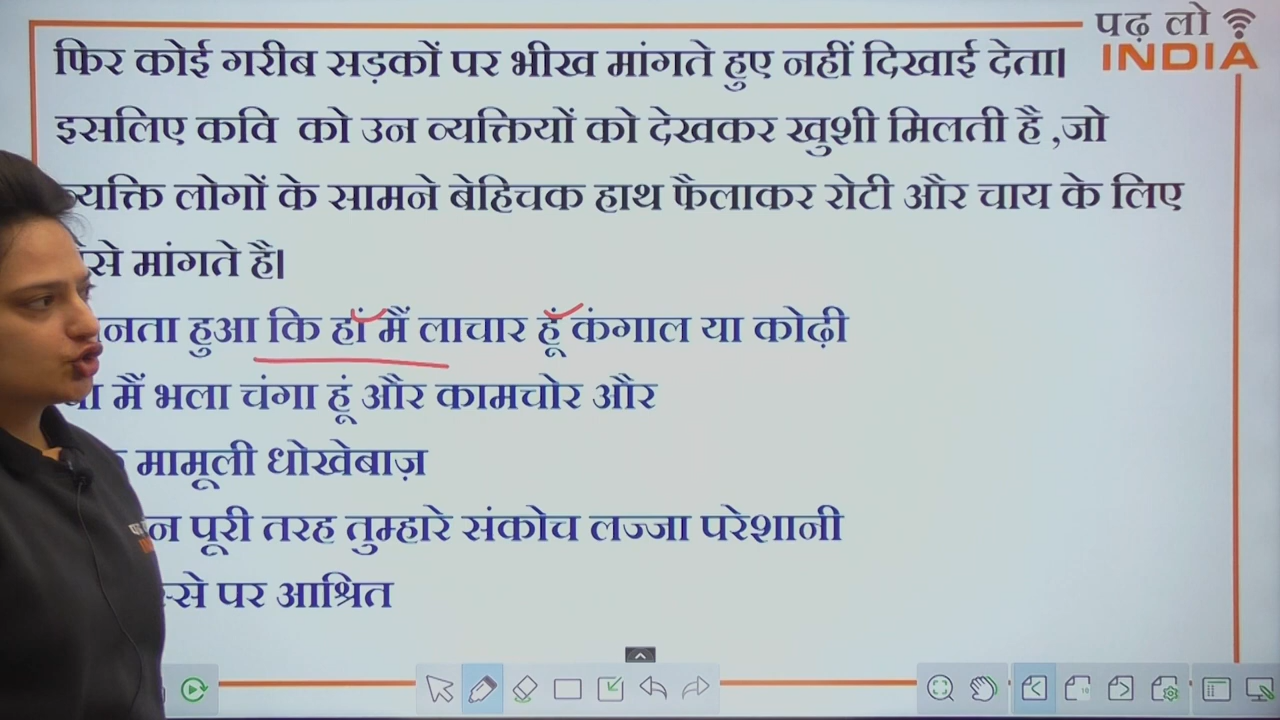 पढ़ लो
INDIA
फिर कोई गरीब सड़कों पर भीख मांगते हुए नहीं दिखाई देता।
इसलिए कवि को उन व्यक्तियों को देखकर खुशी मिलती है ,जो
व्यक्ति लोगों के सामने बेहिचक हाथ फैलाकर रोटी और चाय के लिए
मांगते है।
हुआ कि हाँ मैं लाचार हूँ कंगाल या कोढ़ी
मैं भला चंगा हूं और कामचोर और
मामूली धोखेबाज़
पूरी तरह तुम्हारे संकोच लज्जा परेशानी
पर आश्रित